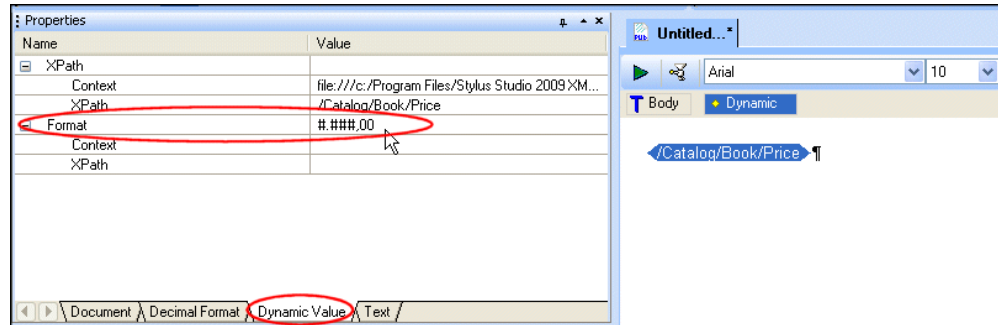 Properties
Name Value
XPath
Context file:///c:/Program Files/Stylus Studio 2009 XM...
XPath /Catalog/Book/Price
Format #.###,00
Context
XPath
Document Decimal Format Dynamic Value Text
Untitled...*
Arial 10
Body Dynamic
/Catalog/Book/Price ¶